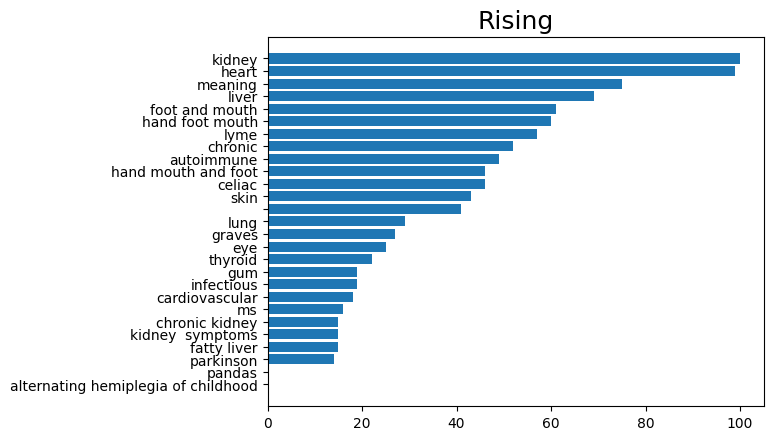 Rising
kidney
heart
meaning
liver
foot and mouth
hand foot mouth
lyme
chronic
autoimmune
hand mouth and foot
celiac
skin
lung
graves
eye
thyroid
gum
infectious
cardiovascular
ms
chronic kidney
kidney  symptoms
fatty liver
parkinson
pandas
alternating hemiplegia of childhood
0 20 40 60 80 100